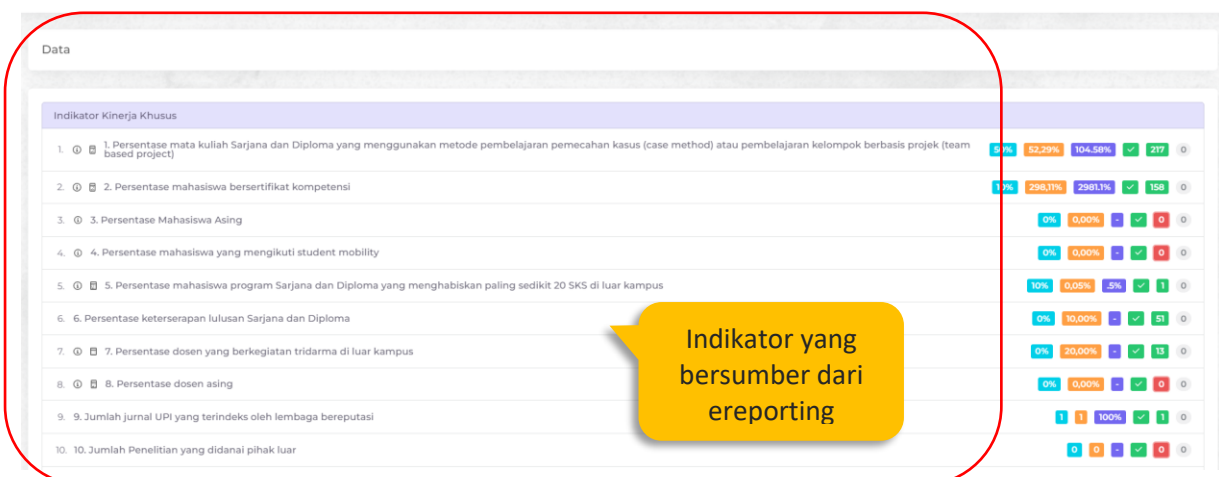 Data
Indikator Kinerja Khusus
1. 1. Persentase mata kuliah Sarjana dan Diploma yang menggunakan metode pembelajaran pemecahan kasus (case method) atau pembelajaran kelompok berbasis projek (team
based project)
50% 52,29% 104.58% 217 0
2. 2. Persentase mahasiswa bersertifikat kompetensi 10% 298,11% 2981.1% 158 0
3. 3. Persentase Mahasiswa Asing 0% 0,00% - 0 0
4. 4. Persentase mahasiswa yang mengikuti student mobility 0% 0,00% - 0 0
5. 5. Persentase mahasiswa program Sarjana dan Diploma yang menghabiskan paling sedikit 20 SKS di luar kampus 10% 0,05% .5% 1 0
6. 6. Persentase keterserapan lulusan Sarjana dan Diploma 0% 10,00% - 51 0
7. 7. Persentase dosen yang berkegiatan tridarma di luar kampus 0% 20,00% - 13 0
8. 8. Persentase dosen asing 0% 0,00% - 0 0
9. 9. Jumlah jurnal UPI yang terindeks oleh lembaga bereputasi 1 1 100% 1 0
10. 10. Jumlah Penelitian yang didanai pihak luar 0 0 - 0 0
Indikator yang
bersumber dari
ereporting